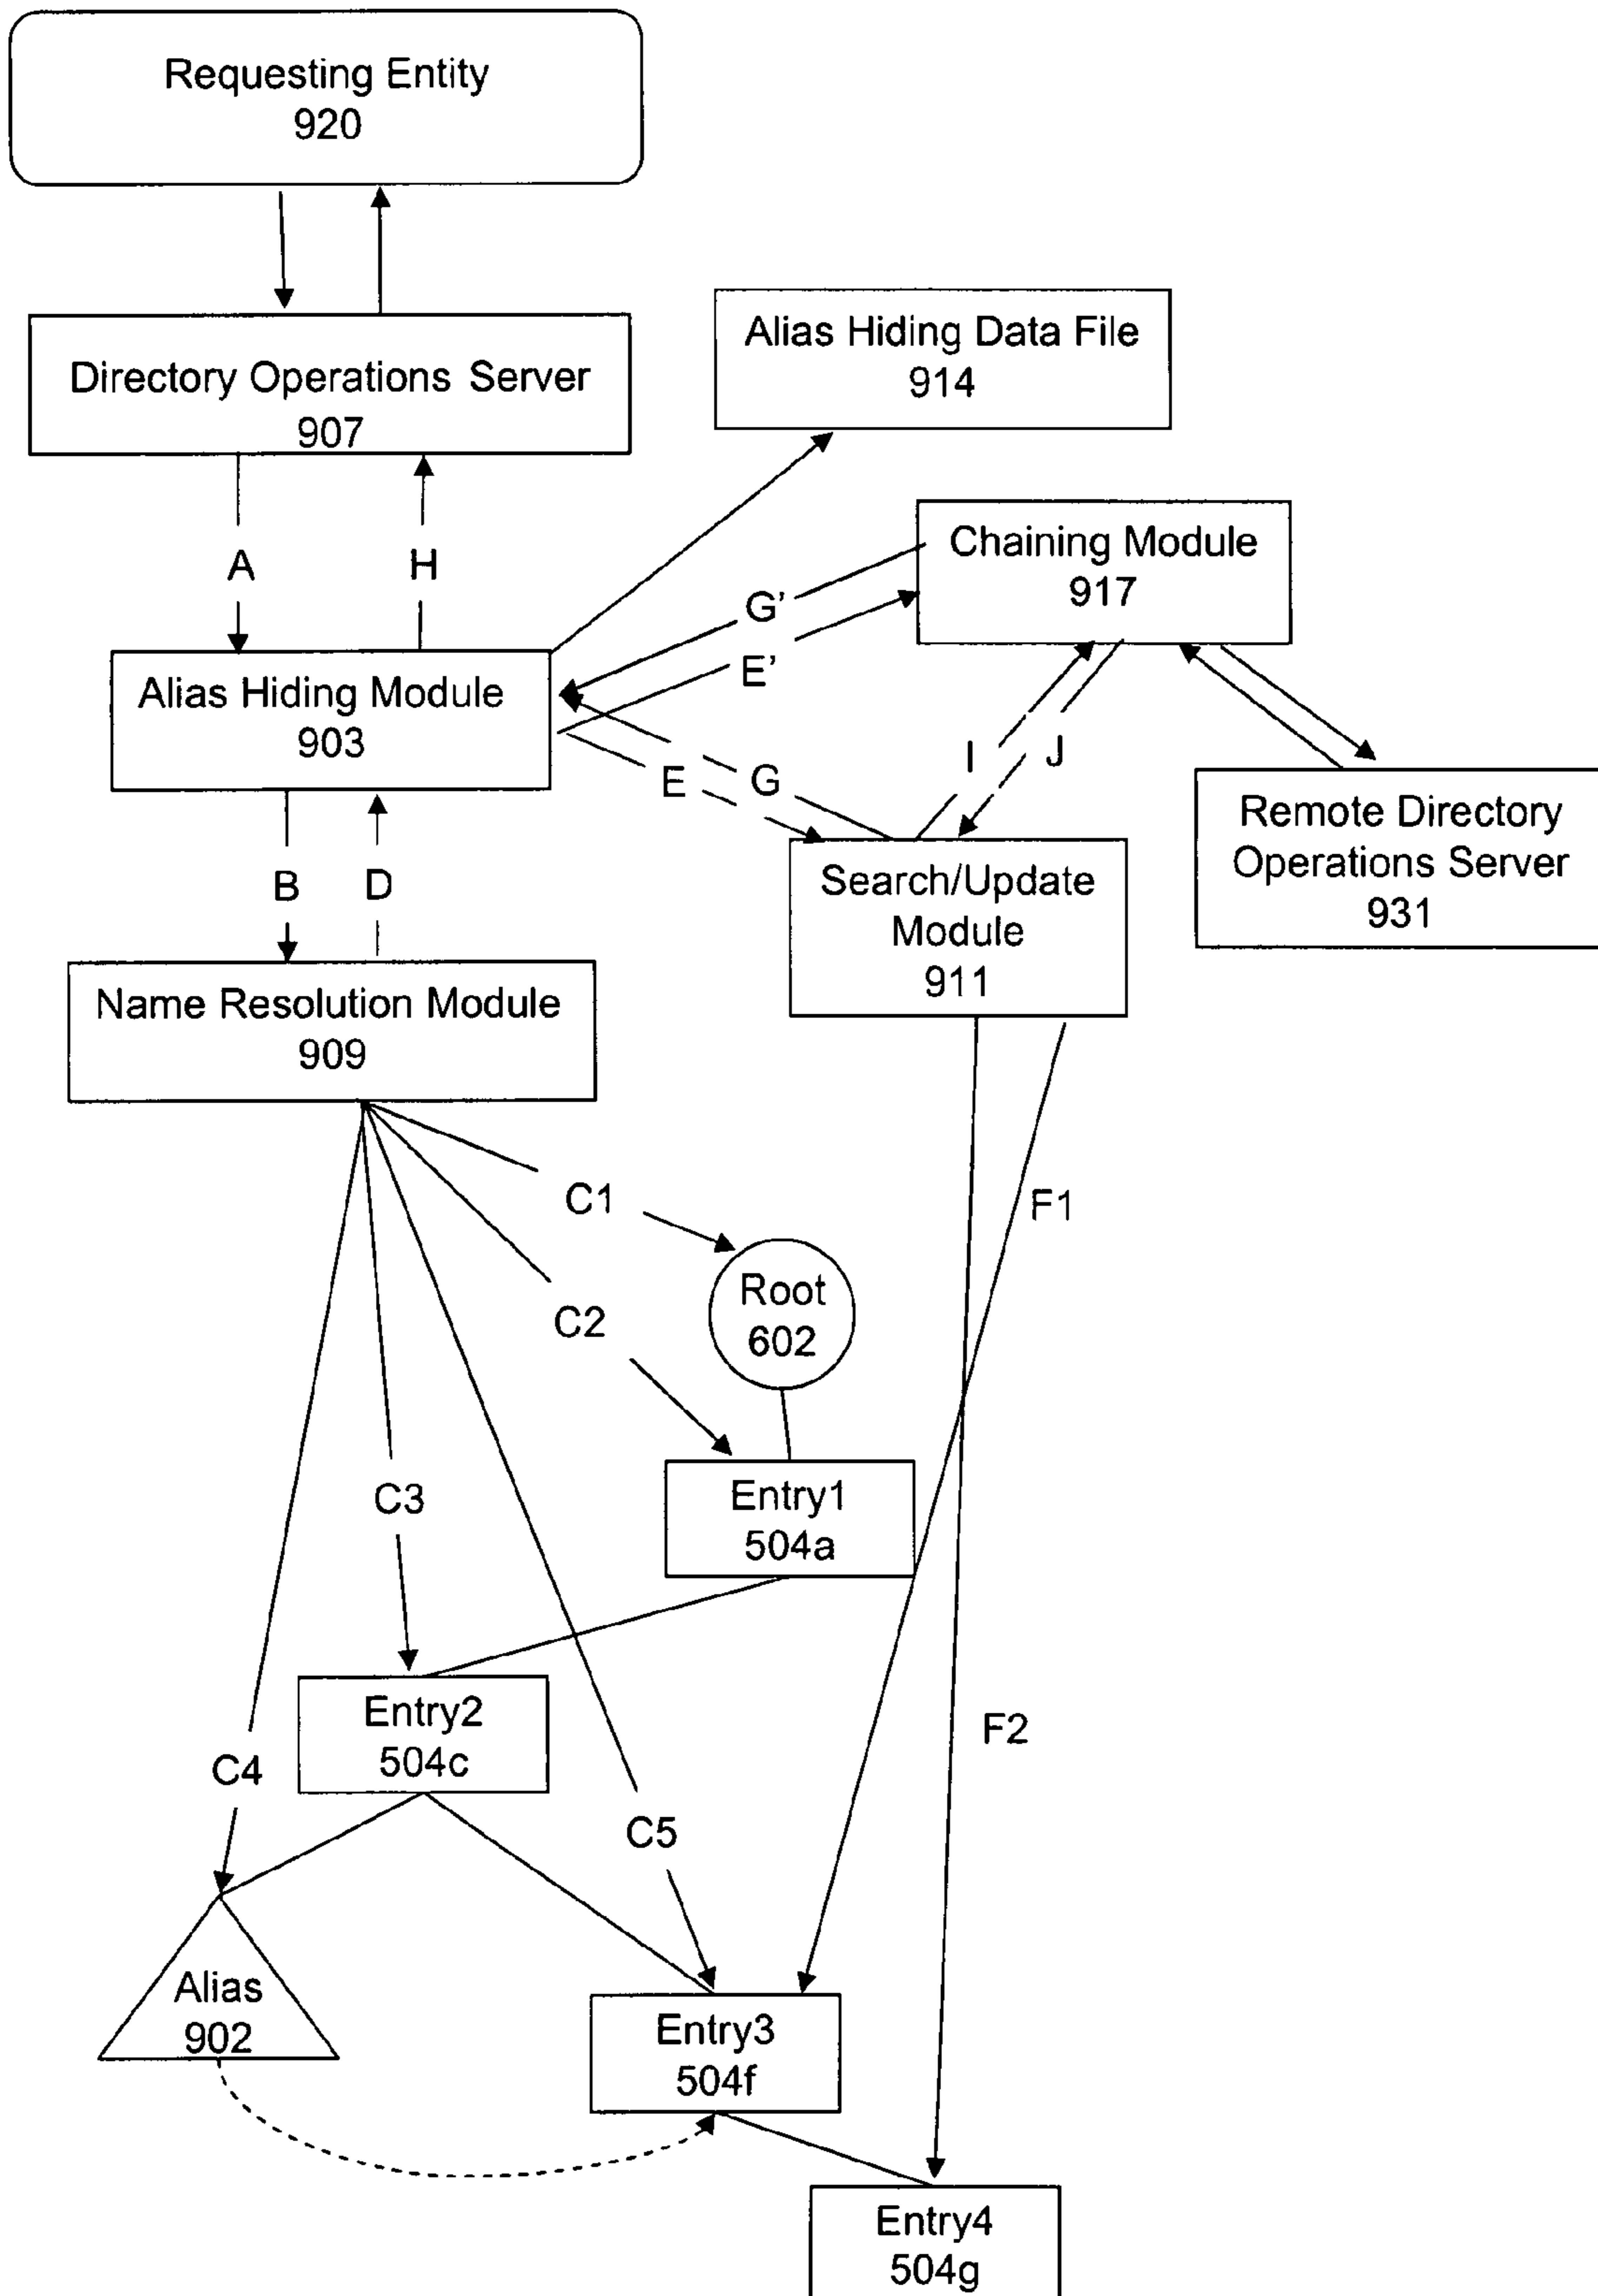 Requesting Entity
920
Directory Operations Server
907
Alias Hiding Data File
914
A
H
Chaining Module
917
G’
E’
Alias Hiding Module
903
I
J
E
G
Remote Directory
Operations Server
931
B
D
Search/Update
Module
911
Name Resolution Module
909
C1
F1
Root
602
C2
C3
Entry1
504a
Entry2
504c
F2
C4
C5
Alias
902
Entry3
504f
Entry4
504g